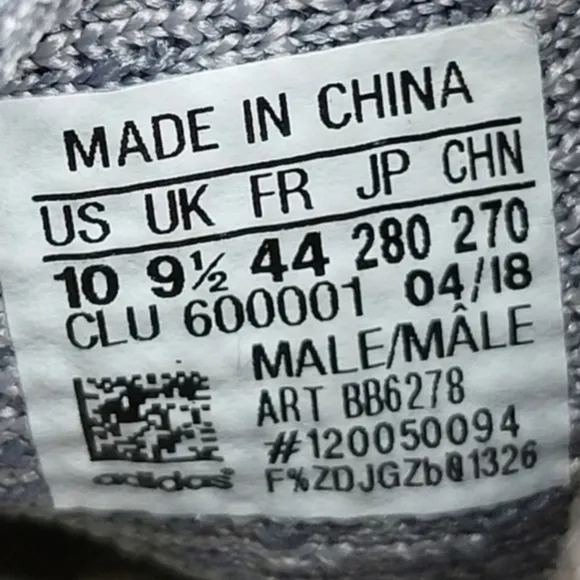 MADE IN CHINA
US UK FR JP CHN
10 9½ 44 280 270
CLU 600001 04/18
MALE/MÂLE
ART BB6278
#120050094
adidas F%ZDJGZb01326